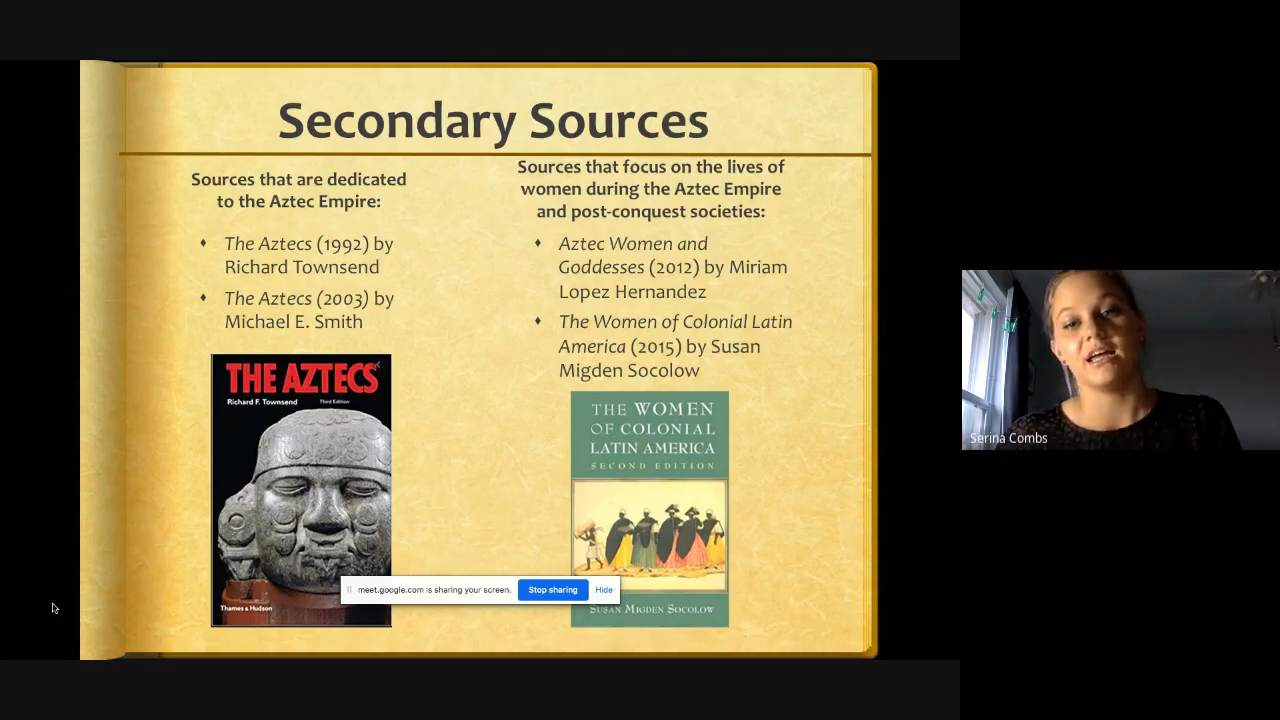 Secondary Sources
Sources that are dedicated
to the Aztec Empire:
♦ The Aztecs (1992) by
Richard Townsend
♦ The Aztecs (2003) by
Michael E. Smith
THE AZTECS
Richard F. Townsend Third Edition
Thames & Hudson
Sources that focus on the lives of
women during the Aztec Empire
and post-conquest societies:
♦ Aztec Women and
Goddesses (2012) by Miriam
Lopez Hernandez
♦ The Women of Colonial Latin
America (2015) by Susan
Migden Socolow
THE WOMEN
OF COLONIAL
LATIN AMERICA
SECOND EDITION
SUSAN MIGDEN SOCOLOW
meet.google.com is sharing your screen. Stop sharing Hide
Serina Combs